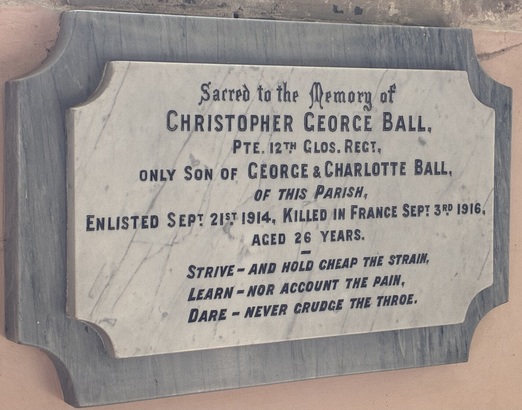 Sacred to the Memory of
CHRISTOPHER GEORGE BALL,
PTE. 12TH GLOS. REGT,
ONLY SON OF GEORGE & CHARLOTTE BALL,
OF THIS PARISH,
ENLISTED SEPT 21ST 1914, KILLED IN FRANCE SEPT 3RD 1916,
AGED 26 YEARS.
STRIVE – AND HOLD CHEAP THE STRAIN,
LEARN – NOR ACCOUNT THE PAIN,
DARE – NEVER GRUDGE THE THROE.